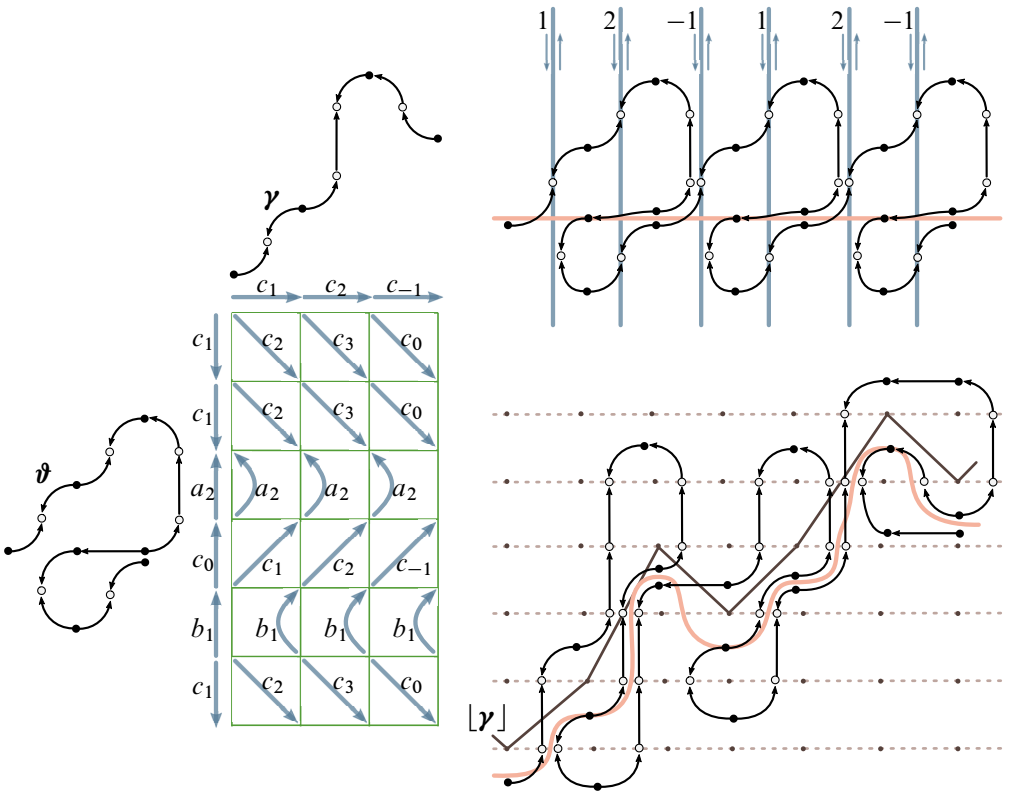 1 2 −1 1 2 −1
γ
c₁ c₂ c₋₁
c₁ c₂ c₃ c₀
c₁ c₂ c₃ c₀
ϑ
a₂ a₂ a₂ a₂
c₀ c₁ c₂ c₋₁
b₁ b₁ b₁ b₁
c₁ c₂ c₃ c₀
⌊γ⌋